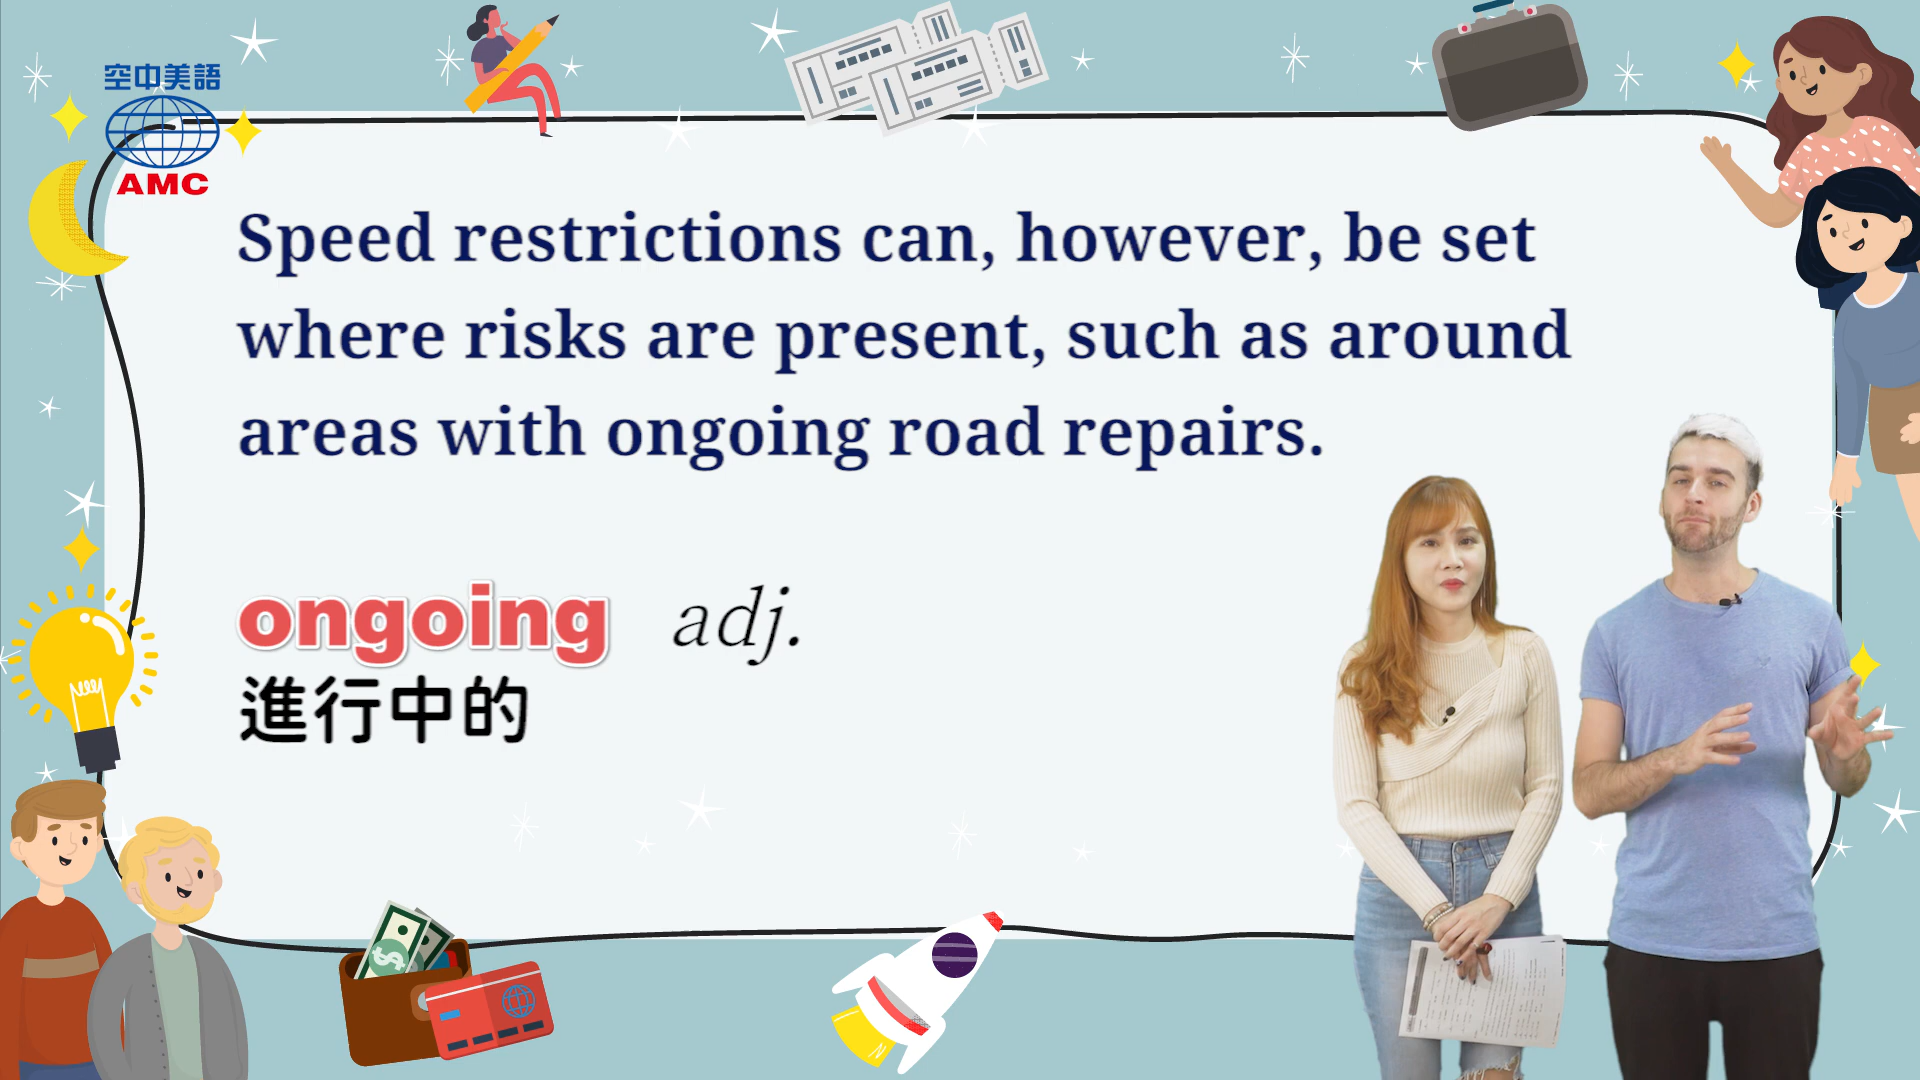 空中美語
AMC
Speed restrictions can, however, be set
where risks are present, such as around
areas with ongoing road repairs.
ongoing adj.
進行中的